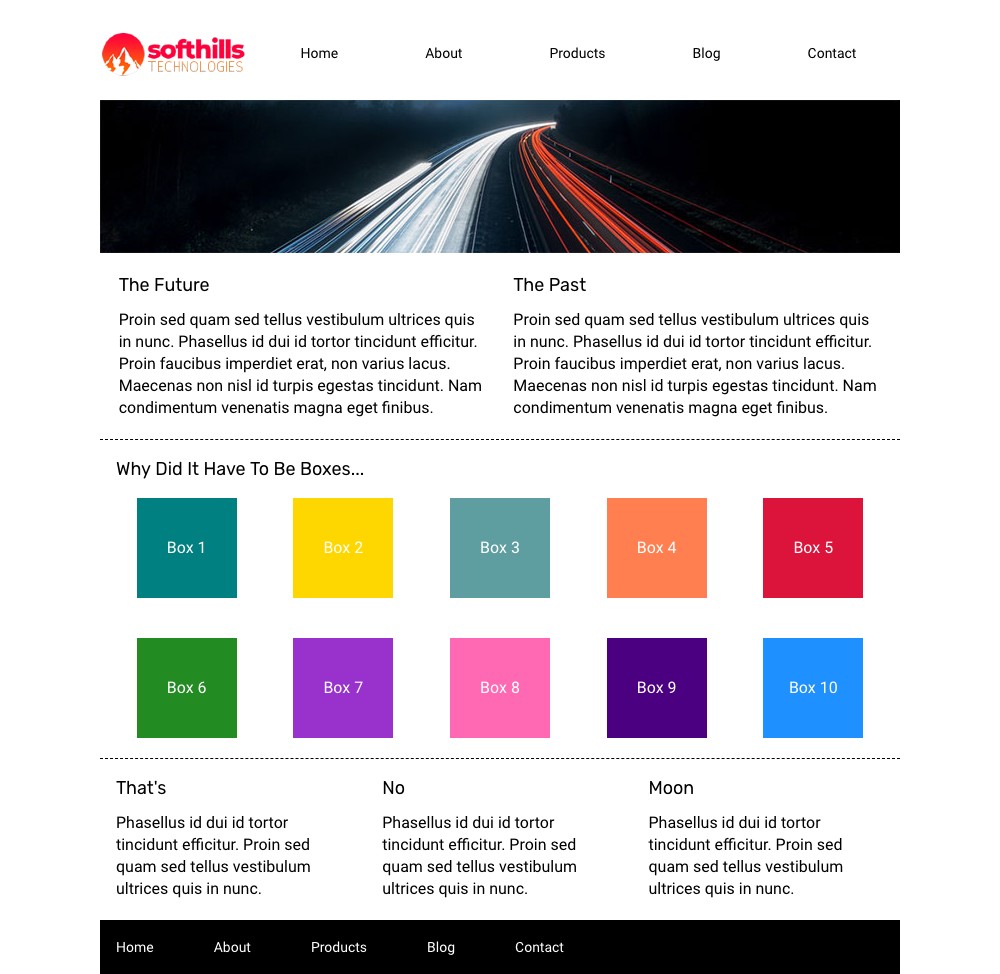 softhills
TECHNOLOGIES
Home
About
Products
Blog
Contact
The Future
Proin sed quam sed tellus vestibulum ultrices quis
in nunc. Phasellus id dui id tortor tincidunt efficitur.
Proin faucibus imperdiet erat, non varius lacus.
Maecenas non nisl id turpis egestas tincidunt. Nam
condimentum venenatis magna eget finibus.
The Past
Proin sed quam sed tellus vestibulum ultrices quis
in nunc. Phasellus id dui id tortor tincidunt efficitur.
Proin faucibus imperdiet erat, non varius lacus.
Maecenas non nisl id turpis egestas tincidunt. Nam
condimentum venenatis magna eget finibus.
Why Did It Have To Be Boxes...
Box 1
Box 2
Box 3
Box 4
Box 5
Box 6
Box 7
Box 8
Box 9
Box 10
That's
Phasellus id dui id tortor
tincidunt efficitur. Proin sed
quam sed tellus vestibulum
ultrices quis in nunc.
No
Phasellus id dui id tortor
tincidunt efficitur. Proin sed
quam sed tellus vestibulum
ultrices quis in nunc.
Moon
Phasellus id dui id tortor
tincidunt efficitur. Proin sed
quam sed tellus vestibulum
ultrices quis in nunc.
Home
About
Products
Blog
Contact